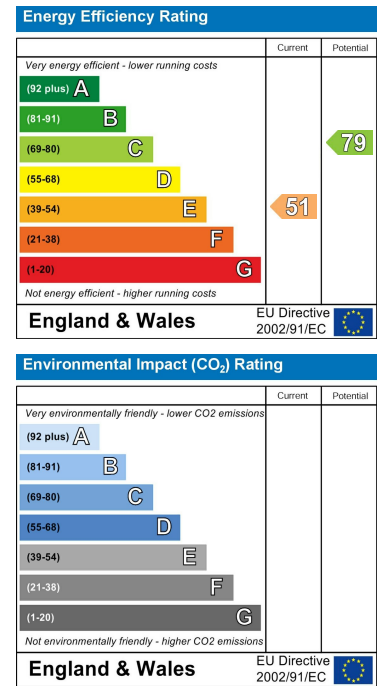 Energy Efficiency Rating
Current Potential
Very energy efficient - lower running costs
(92 plus) A
(81-91) B
(69-80) C
79
(55-68) D
(39-54) E
51
(21-38) F
(1-20) G
Not energy efficient - higher running costs
England & Wales
EU Directive
2002/91/EC
Environmental Impact (CO₂) Rating
Current Potential
Very environmentally friendly - lower CO2 emissions
(92 plus) A
(81-91) B
(69-80) C
(55-68) D
(39-54) E
(21-38) F
(1-20) G
Not environmentally friendly - higher CO2 emissions
England & Wales
EU Directive
2002/91/EC